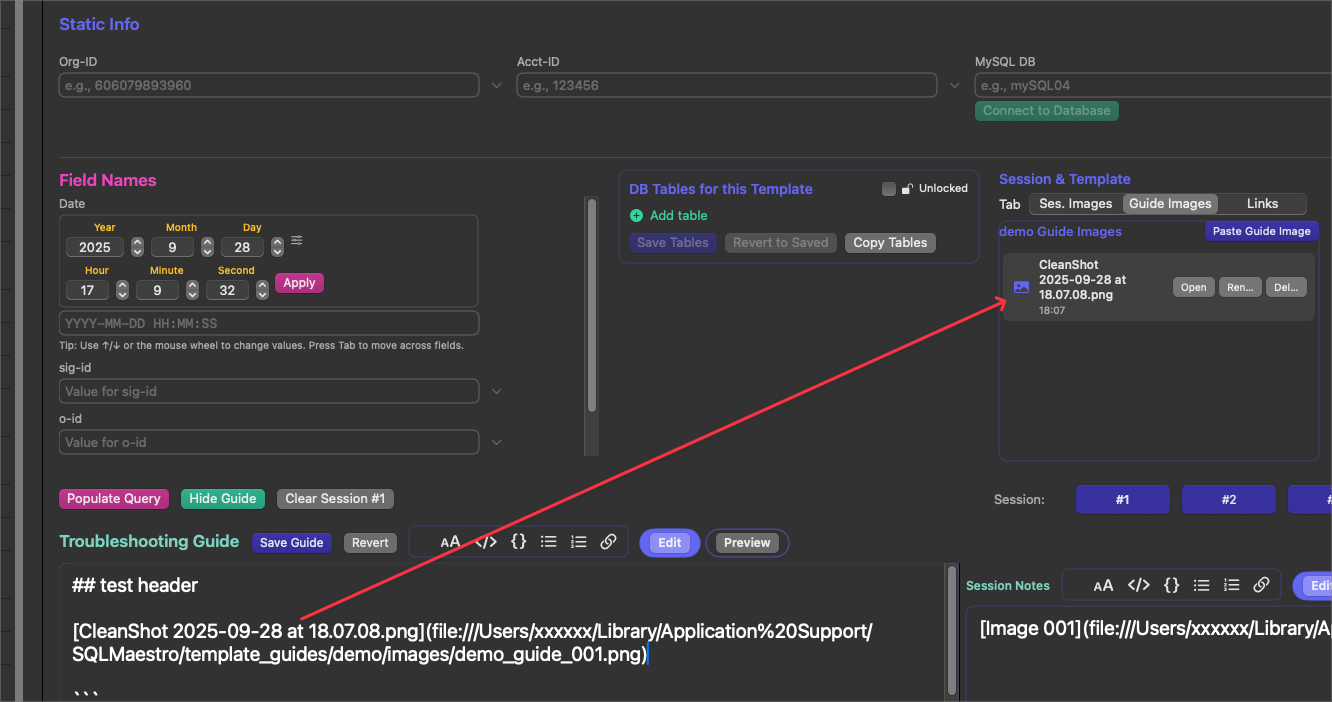 Static Info
Org-ID
Acct-ID
MySQL DB
e.g., 606079893960
e.g., 123456
e.g., mySQL04
Connect to Database
Field Names
Date
Year
Month
Day
2025
9
28
Hour
Minute
Second
17
9
32
Apply
YYYY-MM-DD HH:MM:SS
Tip: Use ↑/↓ or the mouse wheel to change values. Press Tab to move across fields.
sig-id
Value for sig-id
o-id
Value for o-id
DB Tables for this Template
Unlocked
Add table
Save Tables
Revert to Saved
Copy Tables
Session & Template
Tab
Ses. Images
Guide Images
Links
demo Guide Images
Paste Guide Image
CleanShot
2025-09-28 at
18.07.08.png
18:07
Open
Ren...
Del...
Populate Query
Hide Guide
Clear Session #1
Session:
#1
#2
#
Troubleshooting Guide
Save Guide
Revert
AA
</>
{}
Edit
Preview
## test header
[CleanShot 2025-09-28 at 18.07.08.png](file:///Users/xxxxxx/Library/Application%20Support/
SQLMaestro/template_guides/demo/images/demo_guide_001.png)
```
Session Notes
AA
</>
{}
Edi
[Image 001](file:///Users/xxxxxx/Library/A